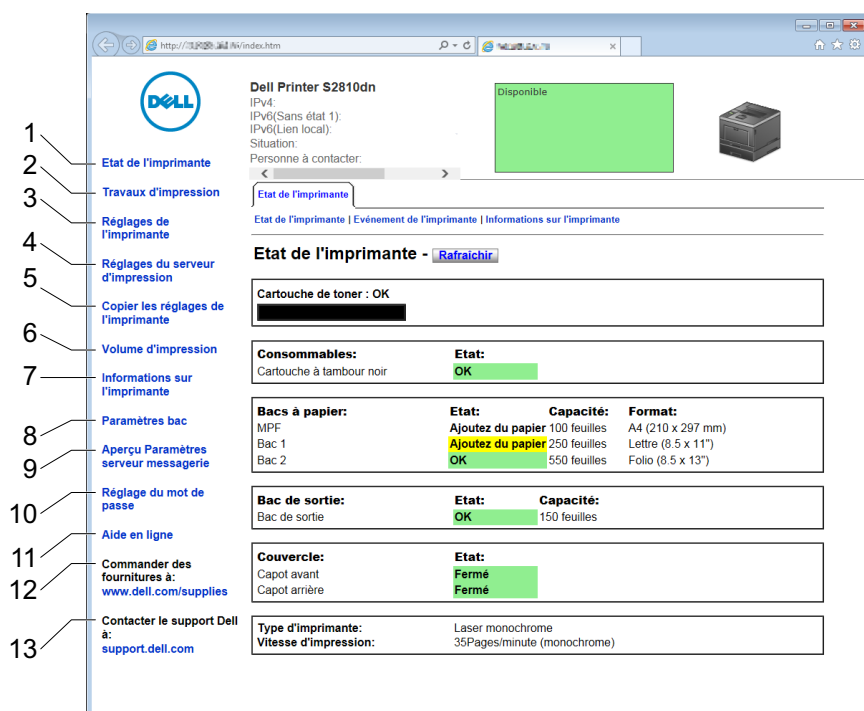 http:// /index.htm
DELL
Dell Printer S2810dn
IPv4:
IPv6(Sans état 1):
IPv6(Lien local):
Situation:
Personne à contacter:
Disponible
1
2
3
4
5
6
7
8
9
10
11
12
13
Etat de l'imprimante
Travaux d'impression
Réglages de
l'imprimante
Réglages du serveur
d'impression
Copier les réglages de
l'imprimante
Volume d'impression
Informations sur
l'imprimante
Paramètres bac
Aperçu Paramètres
serveur messagerie
Réglage du mot de
passe
Aide en ligne
Commander des
fournitures à:
www.dell.com/supplies
Contacter le support Dell
à:
support.dell.com
Etat de l'imprimante
Etat de l'imprimante | Evénement de l'imprimante | Informations sur l'imprimante
Etat de l'imprimante - Rafraichir
Cartouche de toner : OK
Consommables: Etat:
Cartouche à tambour noir OK
Bacs à papier: Etat: Capacité: Format:
MPF Ajoutez du papier 100 feuilles A4 (210 x 297 mm)
Bac 1 Ajoutez du papier 250 feuilles Lettre (8.5 x 11")
Bac 2 OK 550 feuilles Folio (8.5 x 13")
Bac de sortie: Etat: Capacité:
Bac de sortie OK 150 feuilles
Couvercle: Etat:
Capot avant Fermé
Capot arrière Fermé
Type d'imprimante: Laser monochrome
Vitesse d'impression: 35Pages/minute (monochrome)